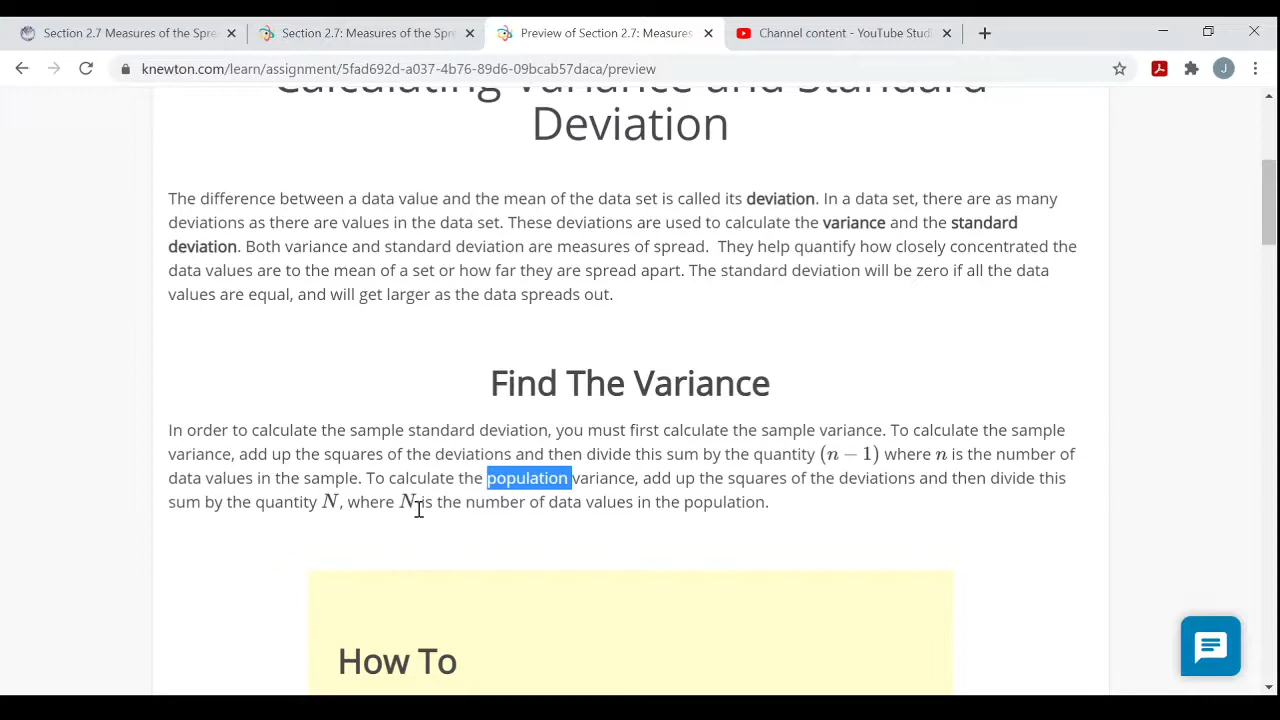 Section 2.7 Measures of the Spre
Section 2.7: Measures of the Spre
Preview of Section 2.7: Measures
Channel content - YouTube Studi
knewton.com/learn/assignment/5fad692d-a037-4b76-89d6-09bcab57daca/preview
J
Calculating Variance and Standard
Deviation
The difference between a data value and the mean of the data set is called its deviation. In a data set, there are as many
deviations as there are values in the data set. These deviations are used to calculate the variance and the standard
deviation. Both variance and standard deviation are measures of spread. They help quantify how closely concentrated the
data values are to the mean of a set or how far they are spread apart. The standard deviation will be zero if all the data
values are equal, and will get larger as the data spreads out.
Find The Variance
In order to calculate the sample standard deviation, you must first calculate the sample variance. To calculate the sample
variance, add up the squares of the deviations and then divide this sum by the quantity (n − 1) where n is the number of
data values in the sample. To calculate the population variance, add up the squares of the deviations and then divide this
sum by the quantity N, where N is the number of data values in the population.
How To